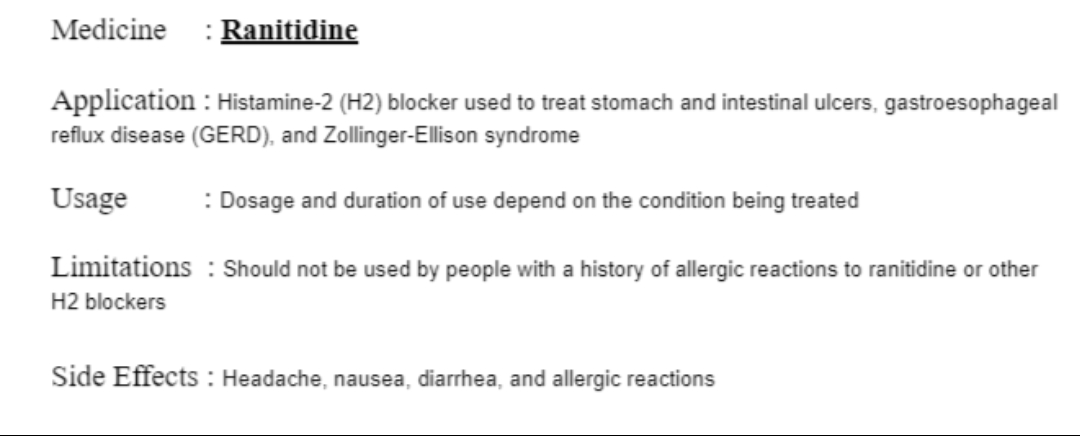 Medicine : Ranitidine
Application : Histamine-2 (H2) blocker used to treat stomach and intestinal ulcers, gastroesophageal
reflux disease (GERD), and Zollinger-Ellison syndrome
Usage : Dosage and duration of use depend on the condition being treated
Limitations : Should not be used by people with a history of allergic reactions to ranitidine or other
H2 blockers
Side Effects : Headache, nausea, diarrhea, and allergic reactions